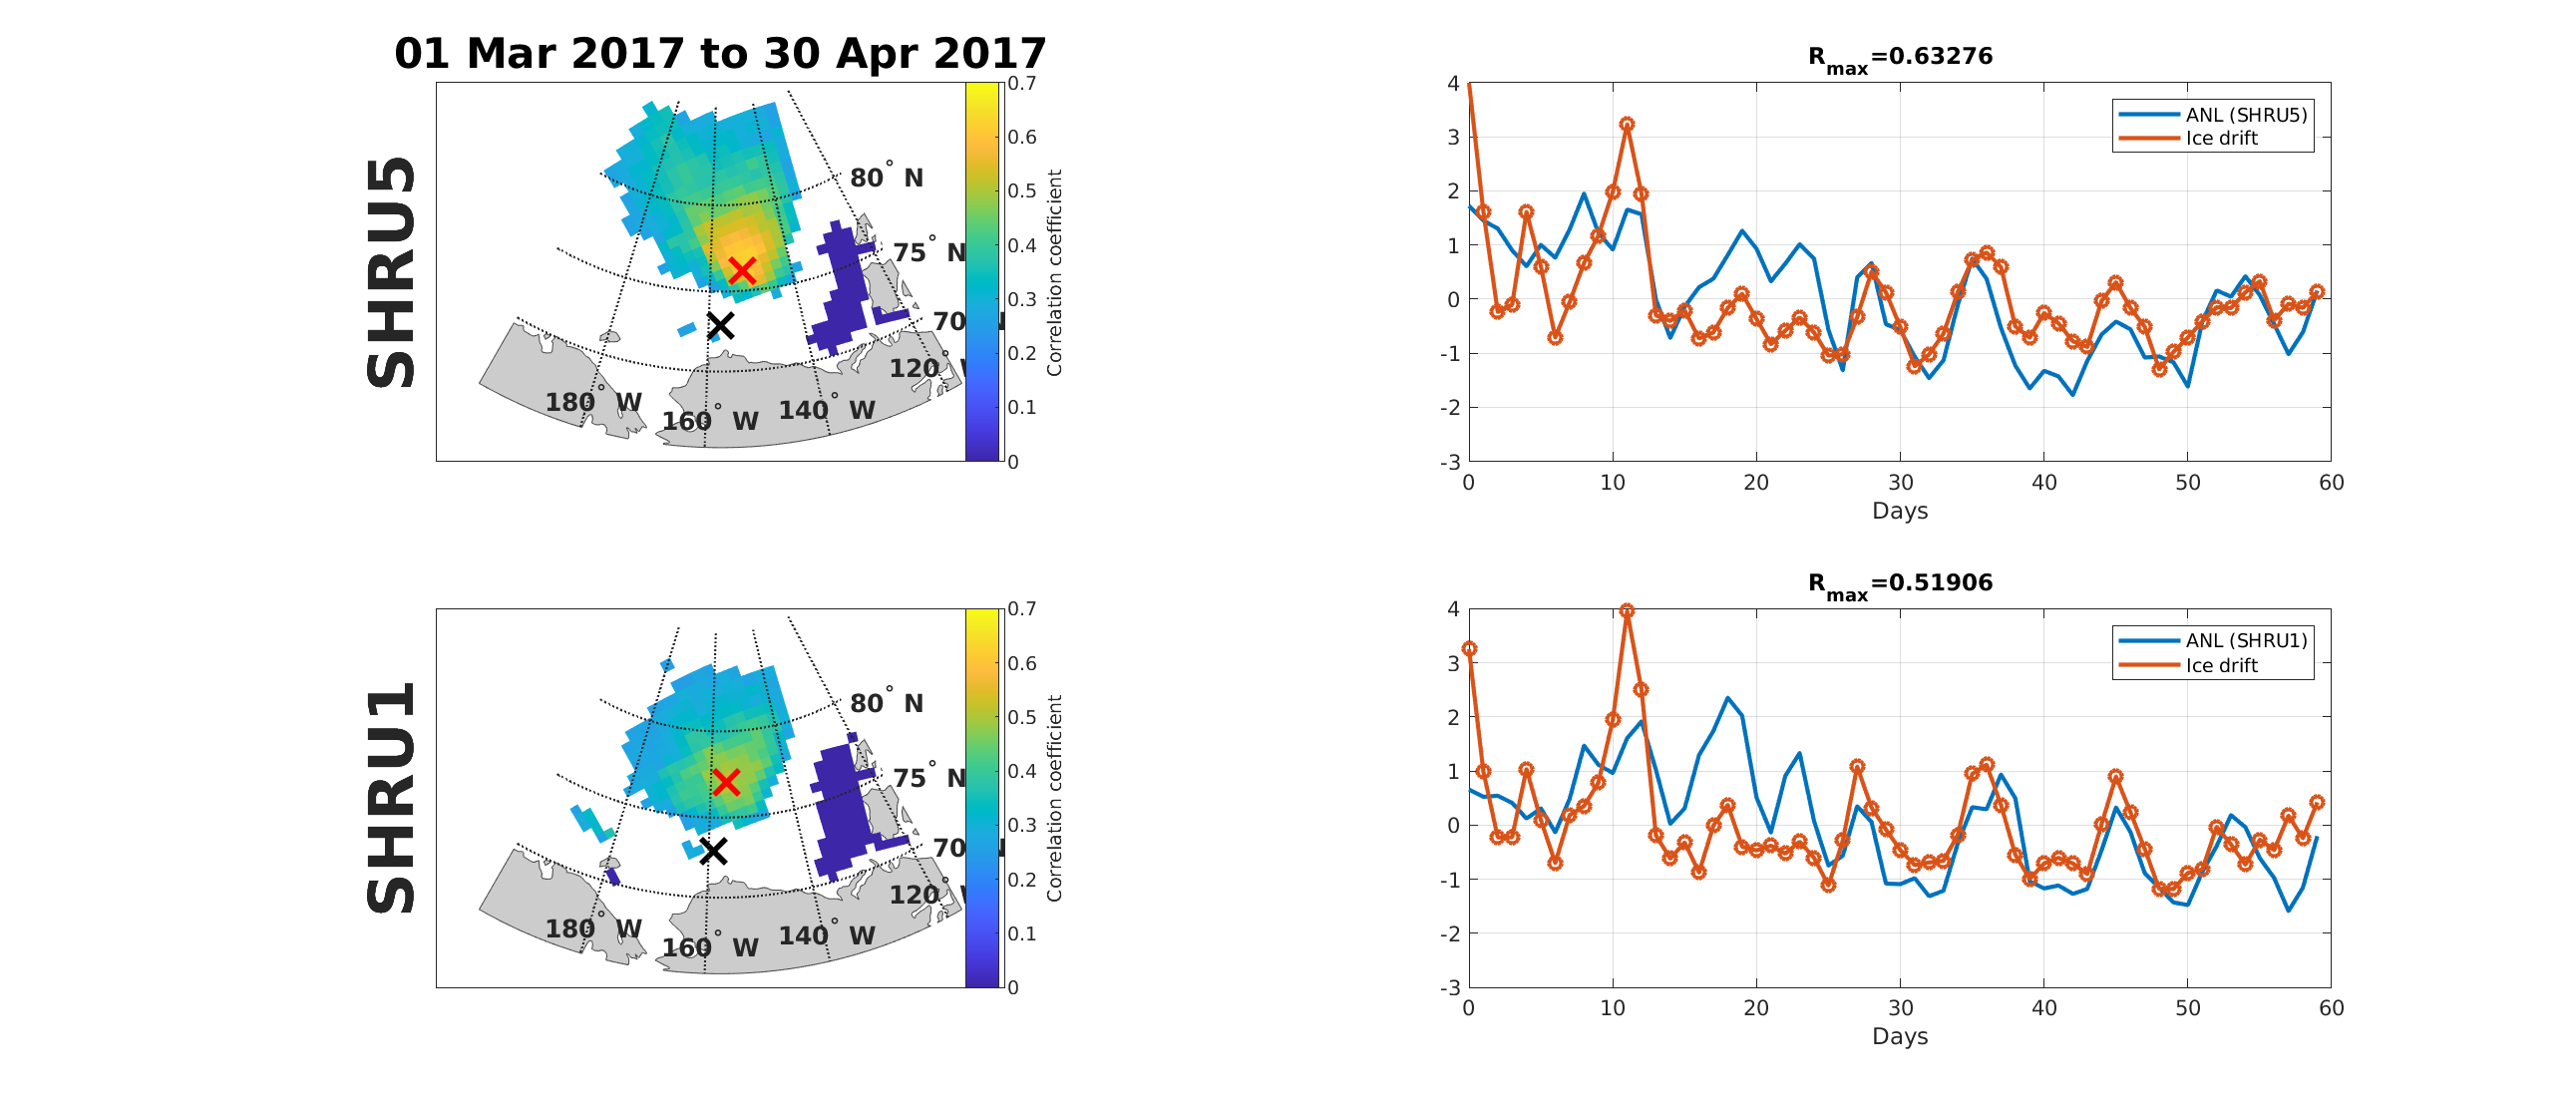 01 Mar 2017 to 30 Apr 2017
SHRU5
80° N
75° N
70° N
120° W
180° W
160° W
140° W
0.7
0.6
0.5
0.4
0.3
0.2
0.1
0
Correlation coefficient
Rmax=0.63276
ANL (SHRU5)
Ice drift
4
3
2
1
0
-1
-2
-3
0 10 20 30 40 50 60
Days
SHRU1
80° N
75° N
70° N
120° W
180° W
160° W
140° W
0.7
0.6
0.5
0.4
0.3
0.2
0.1
0
Correlation coefficient
Rmax=0.51906
ANL (SHRU1)
Ice drift
4
3
2
1
0
-1
-2
-3
0 10 20 30 40 50 60
Days